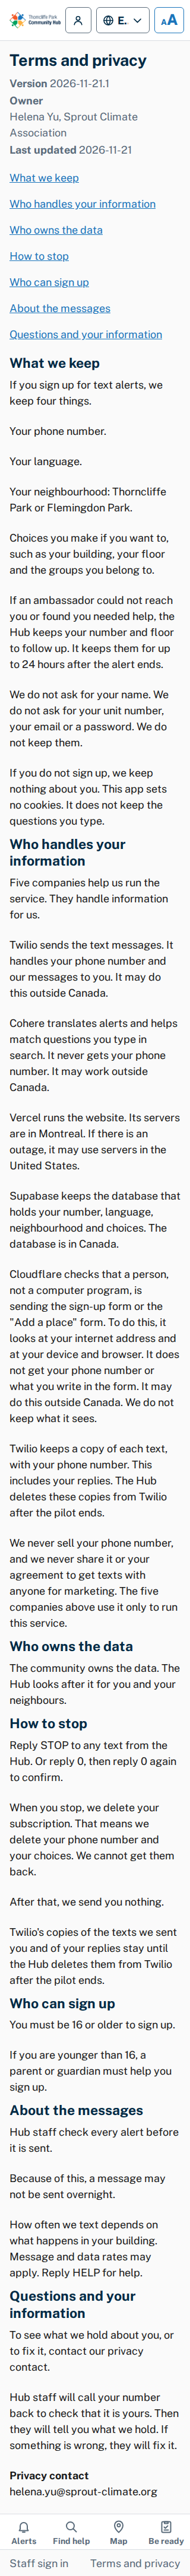 Thorncliffe Park
Community Hub
E.
AA
Terms and privacy
Version 2026-11-21.1
Owner
Helena Yu, Sprout Climate
Association
Last updated 2026-11-21
What we keep
Who handles your information
Who owns the data
How to stop
Who can sign up
About the messages
Questions and your information
What we keep
If you sign up for text alerts, we
keep four things.
Your phone number.
Your language.
Your neighbourhood: Thorncliffe
Park or Flemingdon Park.
Choices you make if you want to,
such as your building, your floor
and the groups you belong to.
If an ambassador could not reach
you or found you needed help, the
Hub keeps your number and floor
to follow up. It keeps them for up
to 24 hours after the alert ends.
We do not ask for your name. We
do not ask for your unit number,
your email or a password. We do
not keep them.
If you do not sign up, we keep
nothing about you. This app sets
no cookies. It does not keep the
questions you type.
Who handles your
information
Five companies help us run the
service. They handle information
for us.
Twilio sends the text messages. It
handles your phone number and
our messages to you. It may do
this outside Canada.
Cohere translates alerts and helps
match questions you type in
search. It never gets your phone
number. It may work outside
Canada.
Vercel runs the website. Its servers
are in Montreal. If there is an
outage, it may use servers in the
United States.
Supabase keeps the database that
holds your number, language,
neighbourhood and choices. The
database is in Canada.
Cloudflare checks that a person,
not a computer program, is
sending the sign-up form or the
"Add a place" form. To do this, it
looks at your internet address and
at your device and browser. It does
not get your phone number or
what you write in the form. It may
do this outside Canada. We do not
keep what it sees.
Twilio keeps a copy of each text,
with your phone number. This
includes your replies. The Hub
deletes these copies from Twilio
after the pilot ends.
We never sell your phone number,
and we never share it or your
agreement to get texts with
anyone for marketing. The five
companies above use it only to run
this service.
Who owns the data
The community owns the data. The
Hub looks after it for you and your
neighbours.
How to stop
Reply STOP to any text from the
Hub. Or reply 0, then reply 0 again
to confirm.
When you stop, we delete your
subscription. That means we
delete your phone number and
your choices. We cannot get them
back.
After that, we send you nothing.
Twilio's copies of the texts we sent
you and of your replies stay until
the Hub deletes them from Twilio
after the pilot ends.
Who can sign up
You must be 16 or older to sign up.
If you are younger than 16, a
parent or guardian must help you
sign up.
About the messages
Hub staff check every alert before
it is sent.
Because of this, a message may
not be sent overnight.
How often we text depends on
what happens in your building.
Message and data rates may
apply. Reply HELP for help.
Questions and your
information
To see what we hold about you, or
to fix it, contact our privacy
contact.
Hub staff will call your number
back to check that it is yours. Then
they will tell you what we hold. If
something is wrong, they will fix it.
Privacy contact
helena.yu@sprout-climate.org
Alerts
Find help
Map
Be ready
Staff sign in
Terms and privacy